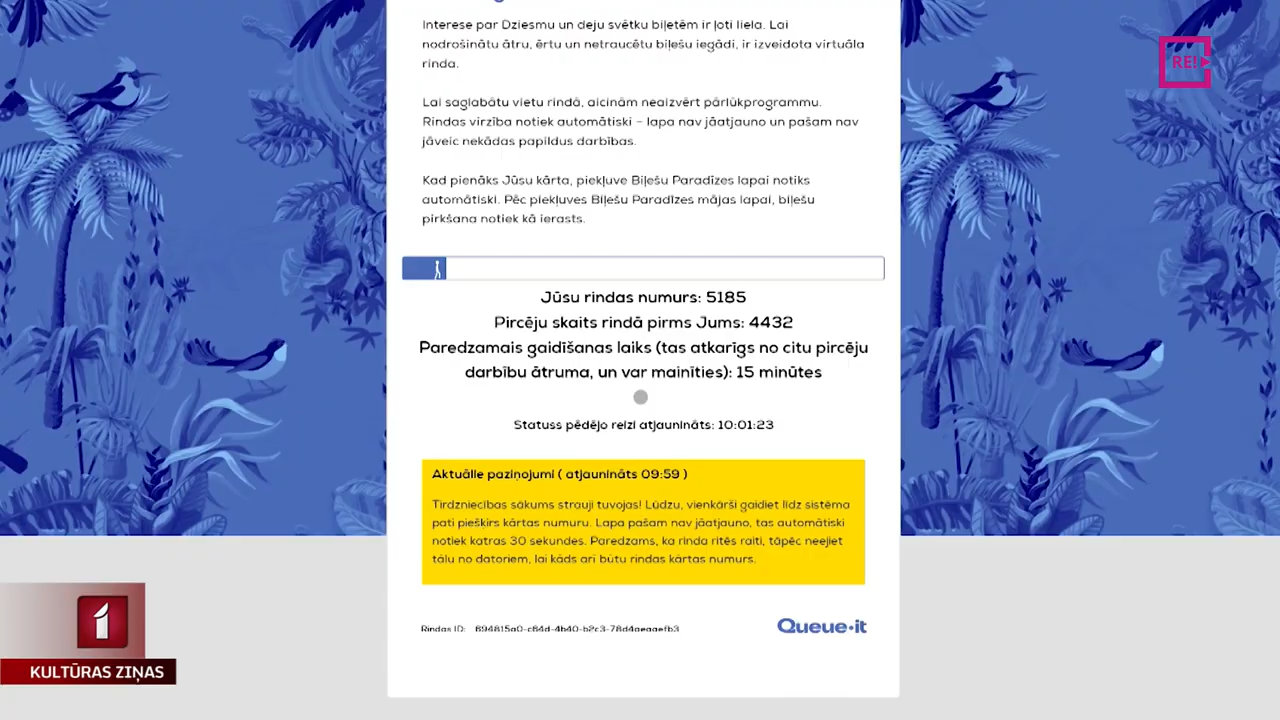 Interese par Dziesmu un deju svētku biļetēm ir ļoti liela. Lai
nodrošinātu ātru, ērtu un netraucētu biļešu iegādi, ir izveidota virtuāla
rinda.
Lai saglabātu vietu rindā, aicinām neaizvērt pārlūkprogrammu.
Rindas virzība notiek automātiski – lapa nav jāatjauno un pašam nav
jāveic nekādas papildus darbības.
Kad pienāks Jūsu kārta, piekļuve Biļešu Paradīzes lapai notiks
automātiski. Pēc piekļuves Biļešu Paradīzes mājas lapai, biļešu
pirkšana notiek kā ierasts.
RE!
Jūsu rindas numurs: 5185
Pircēju skaits rindā pirms Jums: 4432
Paredzamais gaidīšanas laiks (tas atkarīgs no citu pircēju
darbību ātruma, un var mainīties): 15 minūtes
Statuss pēdējo reizi atjaunināts: 10:01:23
Aktuālie paziņojumi ( atjaunināts 09:59 )
Tirdzniecības sākums strauji tuvojas! Lūdzu, vienkārši gaidiet līdz sistēma
pati piešķirs kārtas numuru. Lapa pašam nav jāatjauno, tas automātiski
notiek katras 30 sekundes. Paredzams, ka rinda ritēs raiti, tāpēc neejiet
tālu no datoriem, lai kāds arī būtu rindas kārtas numurs.
Rindas ID:
Queue-it
1
KULTŪRAS ZIŅAS